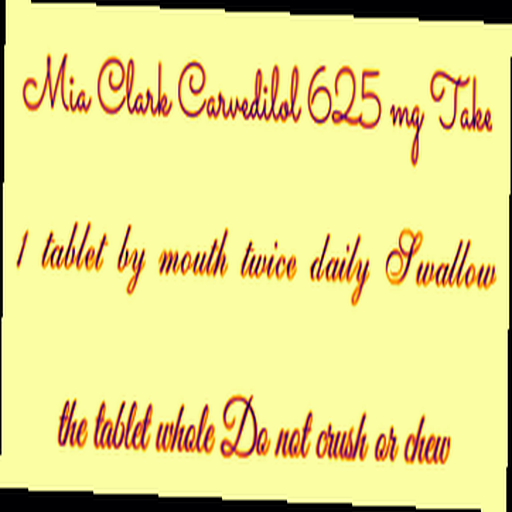 Mia Clark Carvedilol 625 mg Take
1 tablet by mouth twice daily Swallow
the tablet whole Do not crush or chew